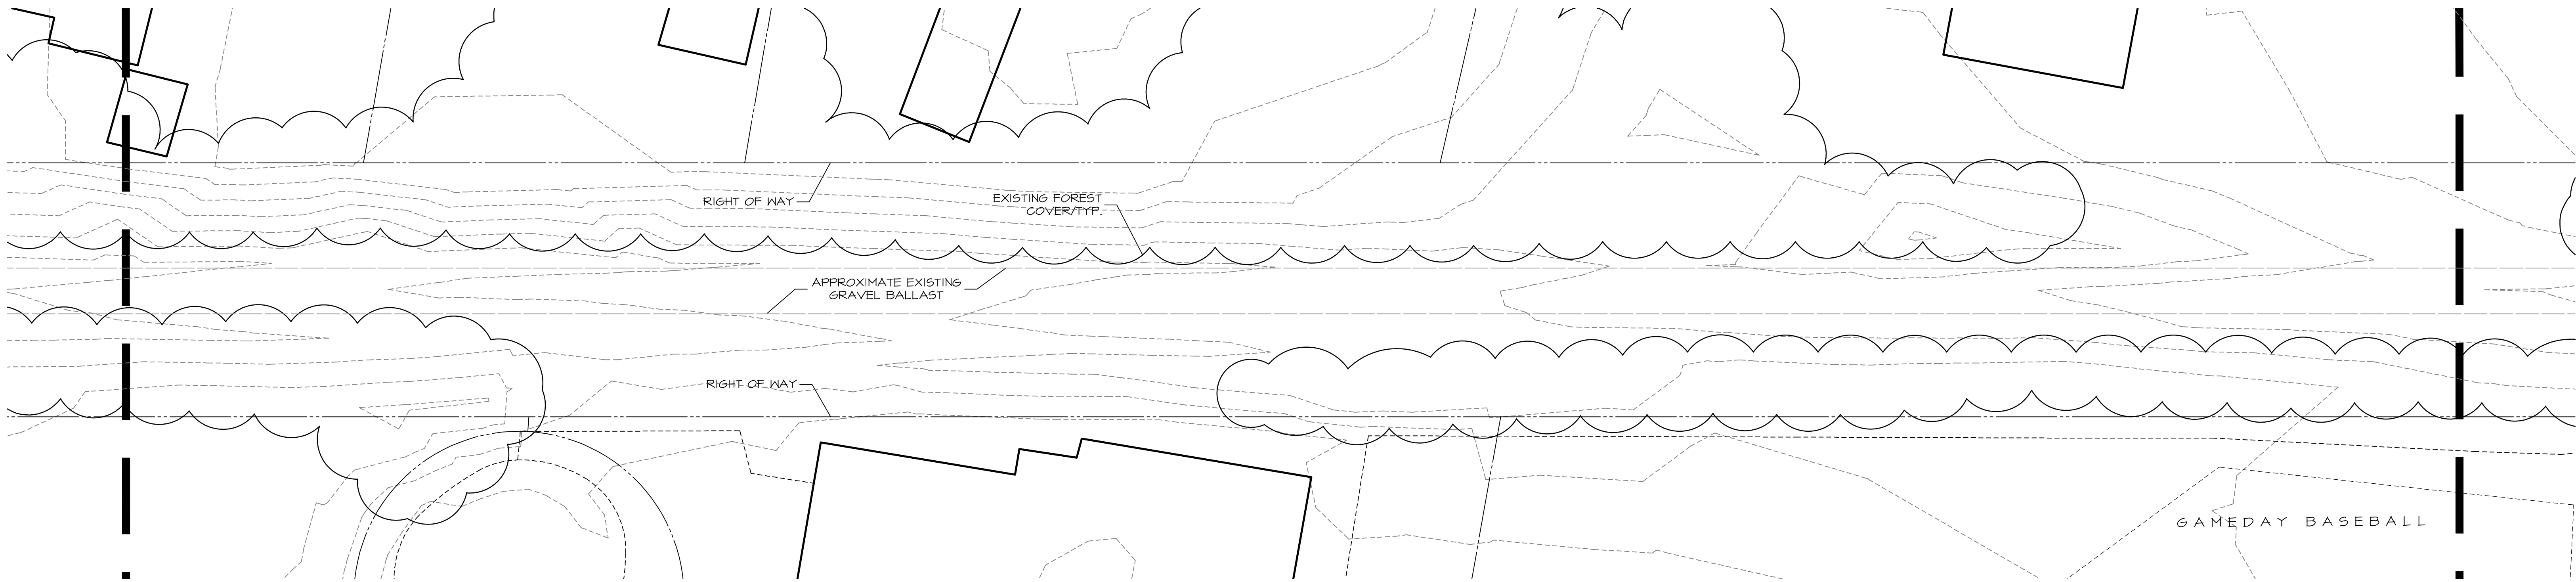 RIGHT OF WAY
EXISTING FOREST
COVER/TYP.
APPROXIMATE EXISTING
GRAVEL BALLAST
RIGHT OF WAY
GAMEDAY BASEBALL